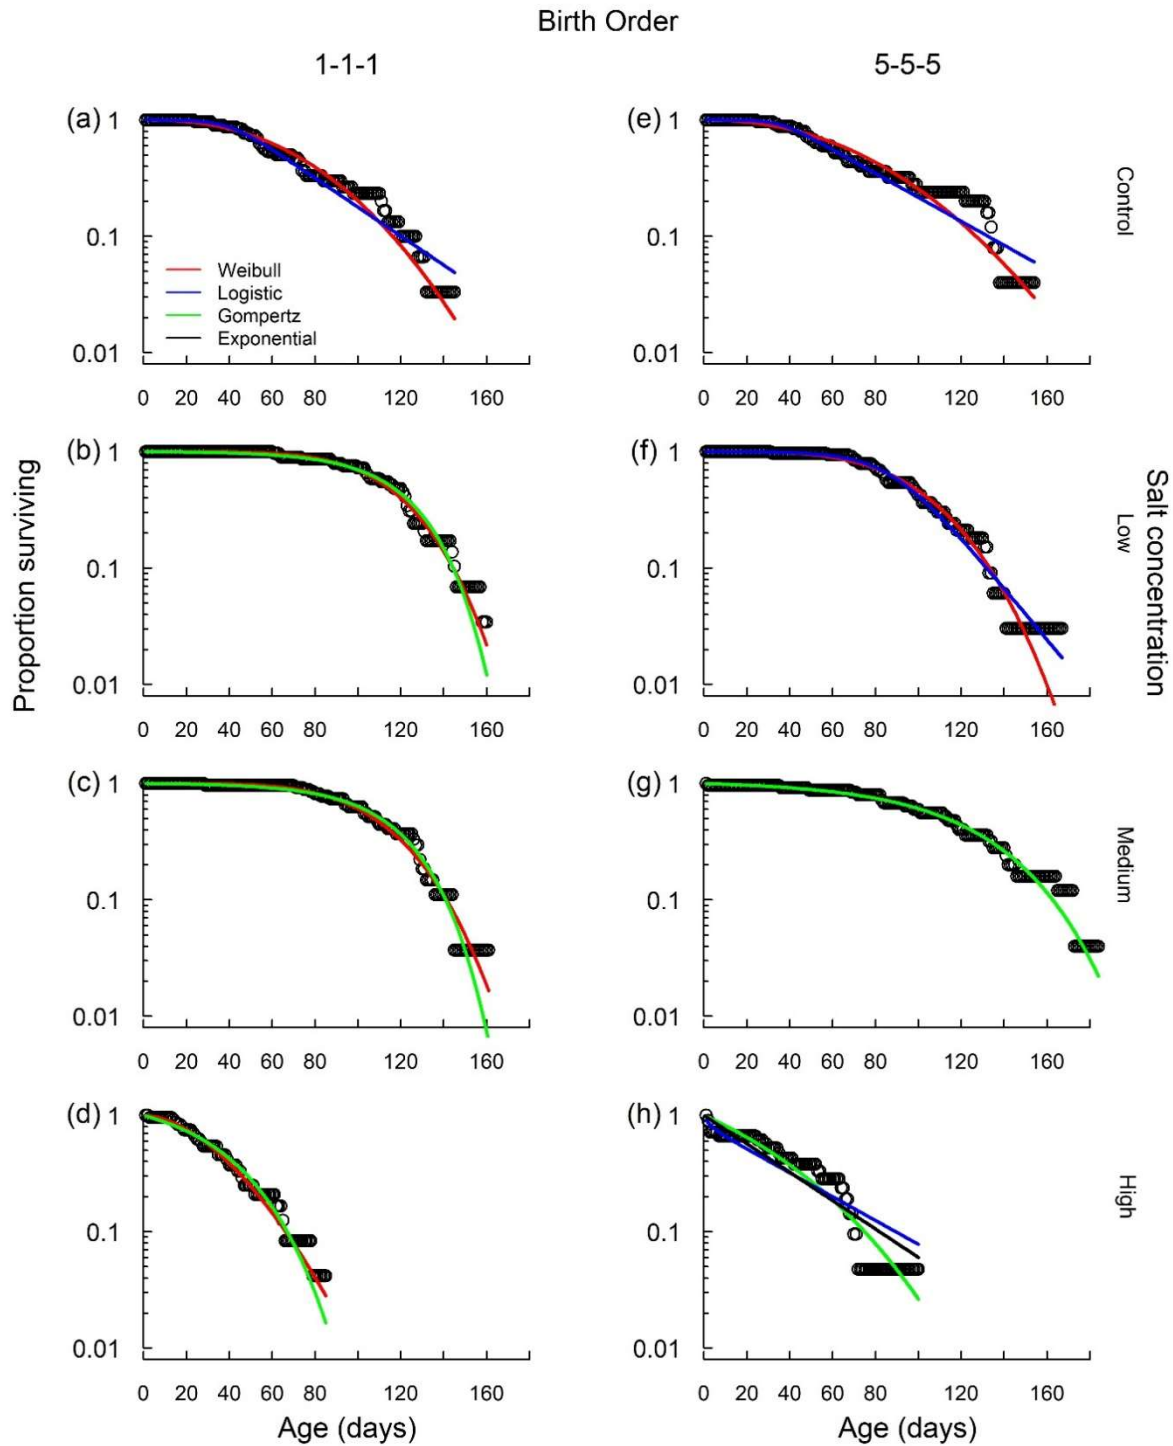 Birth Order
1-1-1
5-5-5
(a)
1
0.1
0.01
Weibull
Logistic
Gompertz
Exponential
0 20 40 60 80 120 160
(e)
1
0.1
0.01
0 20 40 60 80 120 160
Control
(b)
1
0.1
0.01
0 20 40 60 80 120 160
(f)
1
0.1
0.01
0 20 40 60 80 120 160
Low
Proportion surviving
Salt concentration
(c)
1
0.1
0.01
0 20 40 60 80 120 160
(g)
1
0.1
0.01
0 20 40 60 80 120 160
Medium
(d)
1
0.1
0.01
0 20 40 60 80 120 160
Age (days)
(h)
1
0.1
0.01
0 20 40 60 80 120 160
Age (days)
High